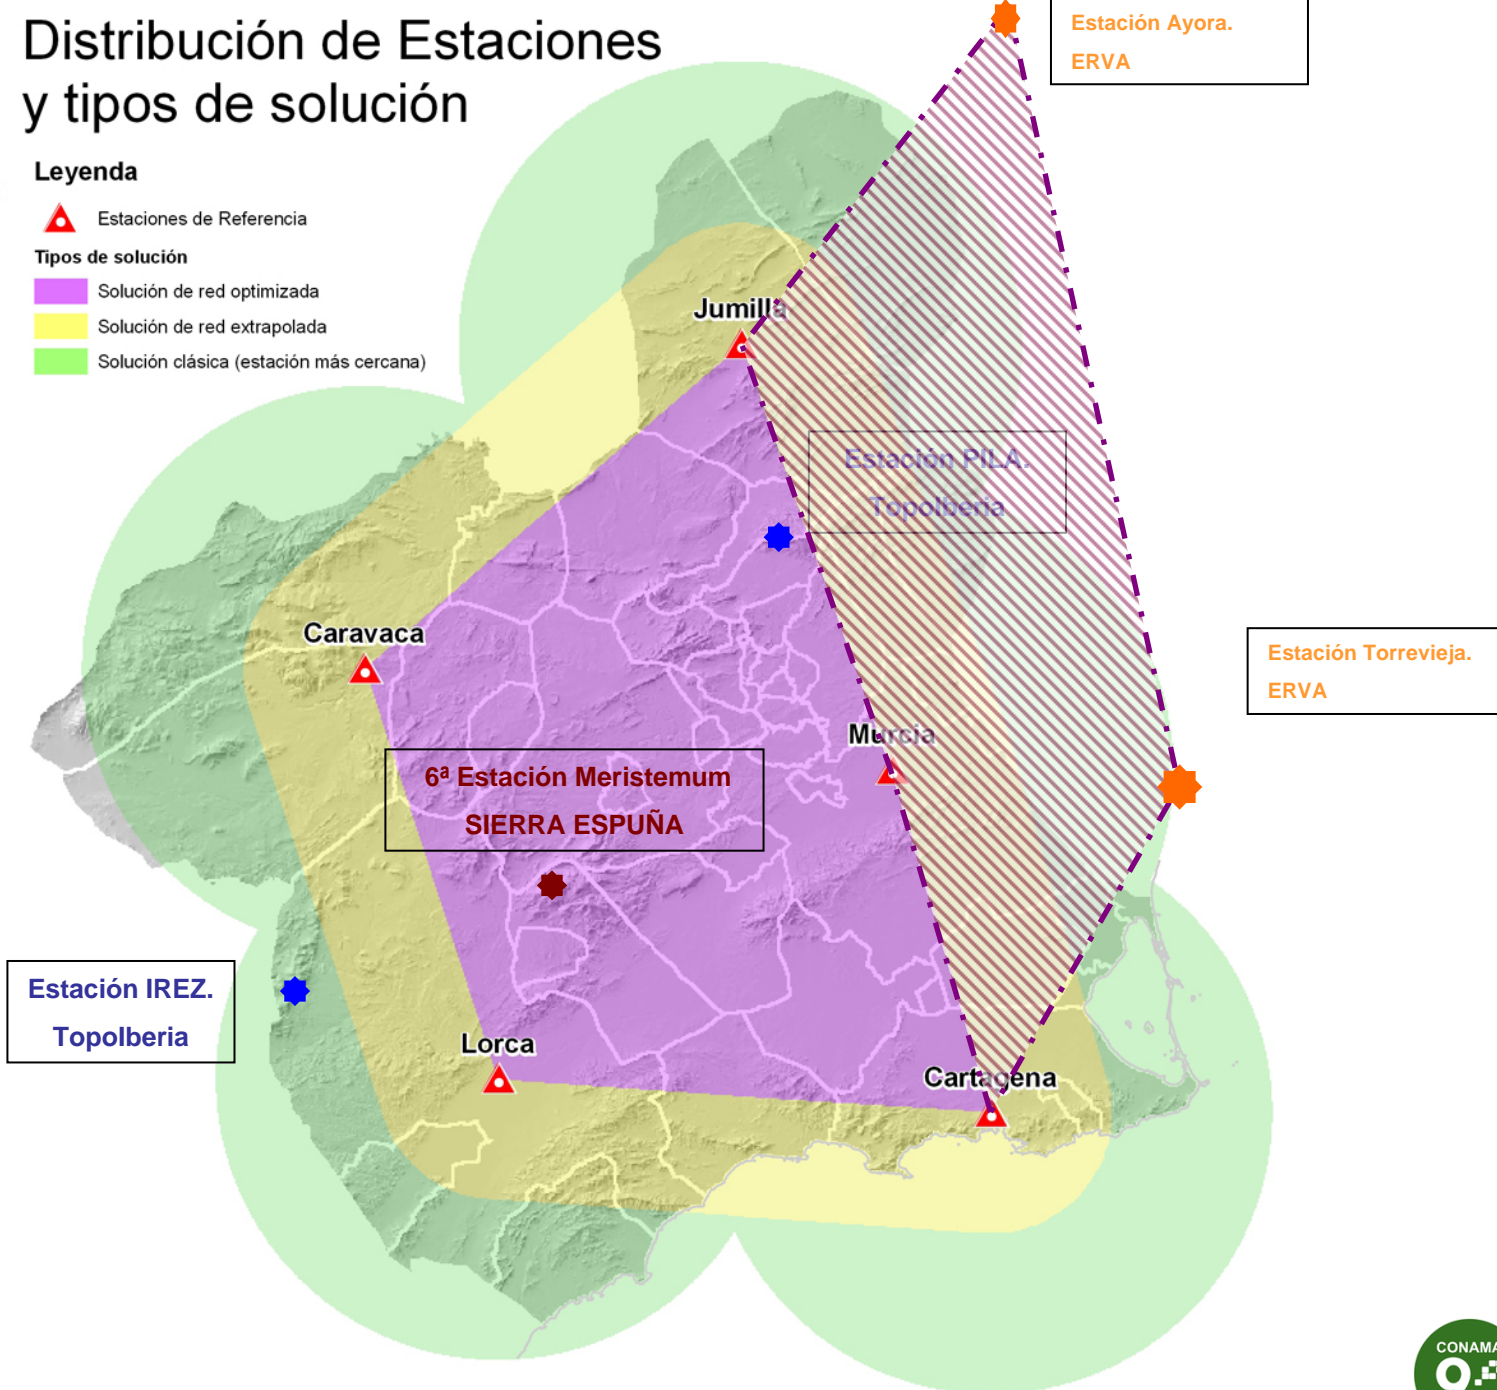 Distribución de Estaciones
y tipos de solución
Leyenda
Estaciones de Referencia
Tipos de solución
Solución de red optimizada
Solución de red extrapolada
Solución clásica (estación más cercana)
Estación Ayora.
ERVA
Jumilla
Estación PILA.
TopoIberia
Caravaca
Estación Torrevieja.
ERVA
Murcia
6ª Estación Meristemum
SIERRA ESPUÑA
Estación IREZ.
TopoIberia
Lorca
Cartagena
CONAMA